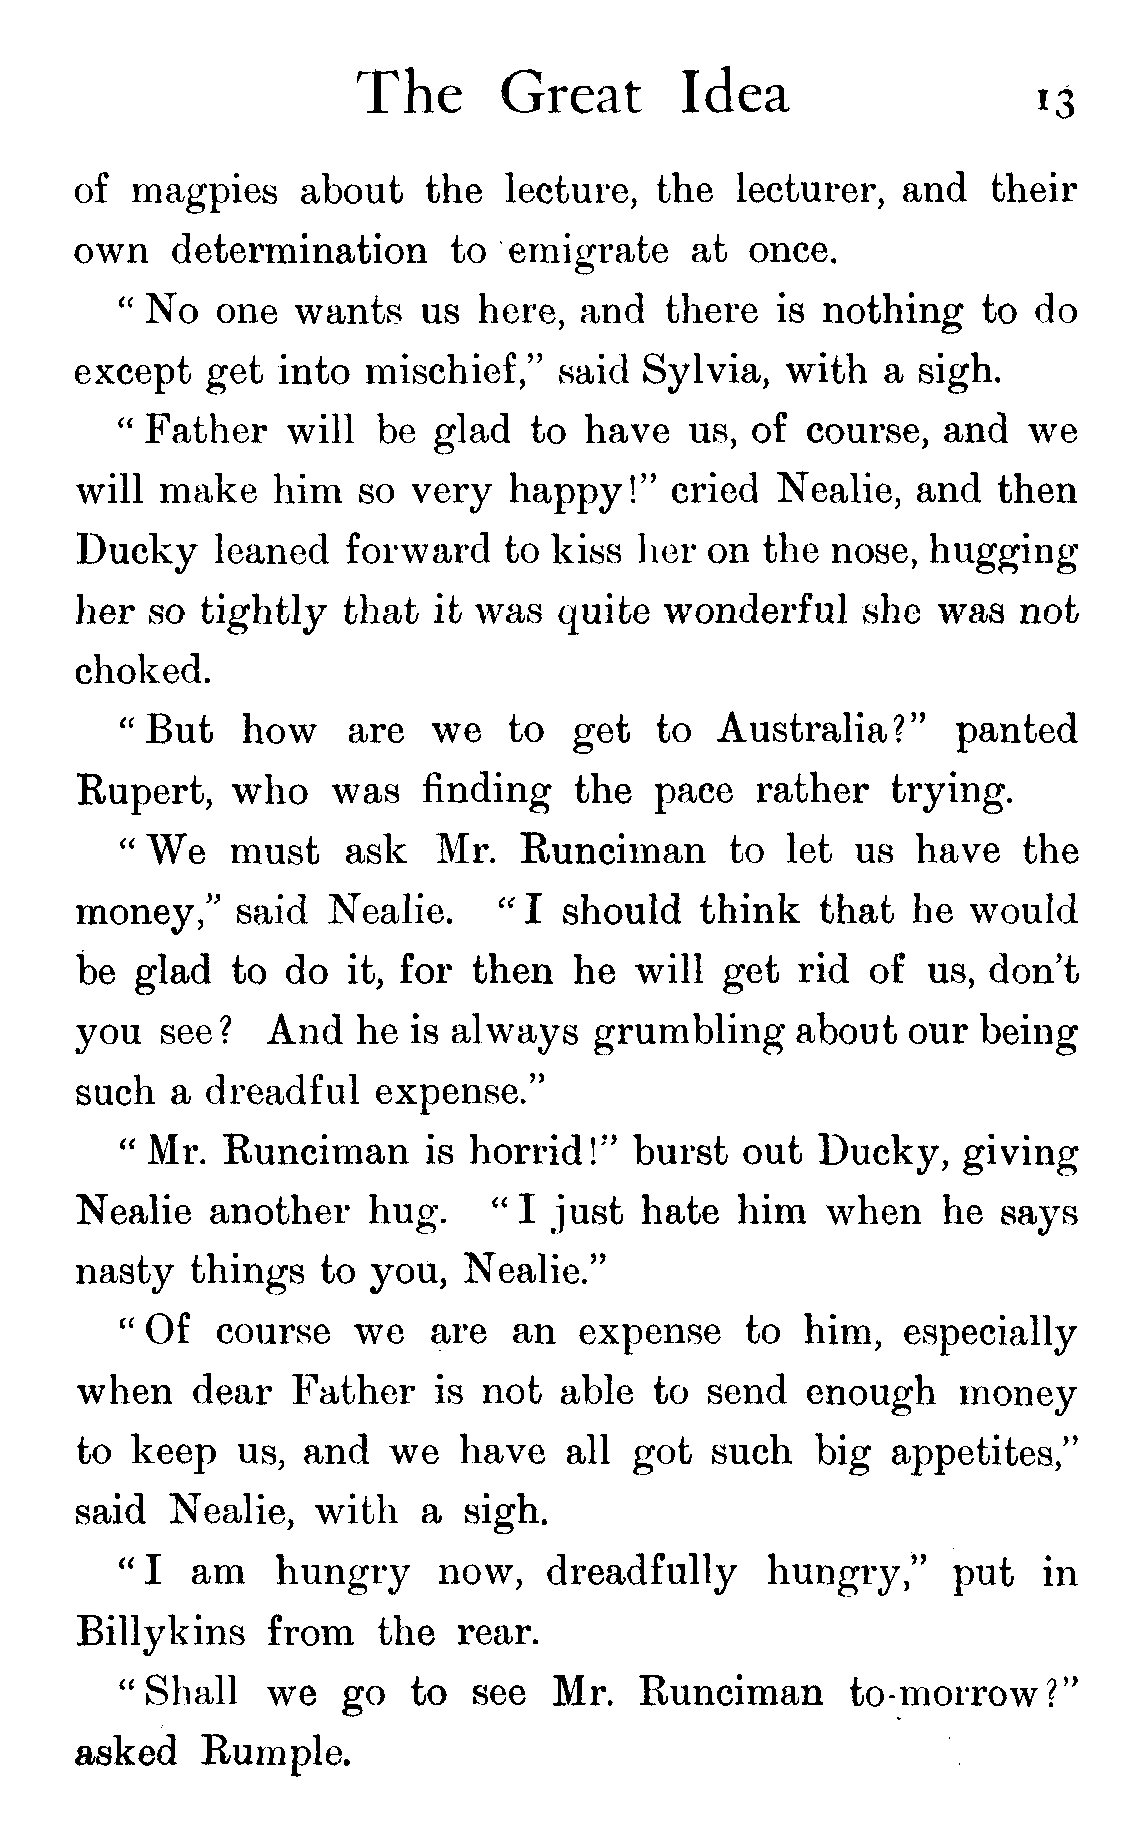 The Great Idea 13
of magpies about the lecture, the lecturer, and their
own determination to emigrate at once.
“No one wants us here, and there is nothing to do
except get into mischief,” said Sylvia, with a sigh.
“Father will be glad to have us, of course, and we
will make him so very happy!” cried Nealie, and then
Ducky leaned forward to kiss her on the nose, hugging
her so tightly that it was quite wonderful she was not
choked.
“But how are we to get to Australia?” panted
Rupert, who was finding the pace rather trying.
“We must ask Mr. Runciman to let us have the
money,” said Nealie. “I should think that he would
be glad to do it, for then he will get rid of us, don’t
you see? And he is always grumbling about our being
such a dreadful expense.”
“Mr. Runciman is horrid!” burst out Ducky, giving
Nealie another hug. “I just hate him when he says
nasty things to you, Nealie.”
“Of course we are an expense to him, especially
when dear Father is not able to send enough money
to keep us, and we have all got such big appetites,”
said Nealie, with a sigh.
“I am hungry now, dreadfully hungry,” put in
Billykins from the rear.
“Shall we go to see Mr. Runciman to-morrow?”
asked Rumple.